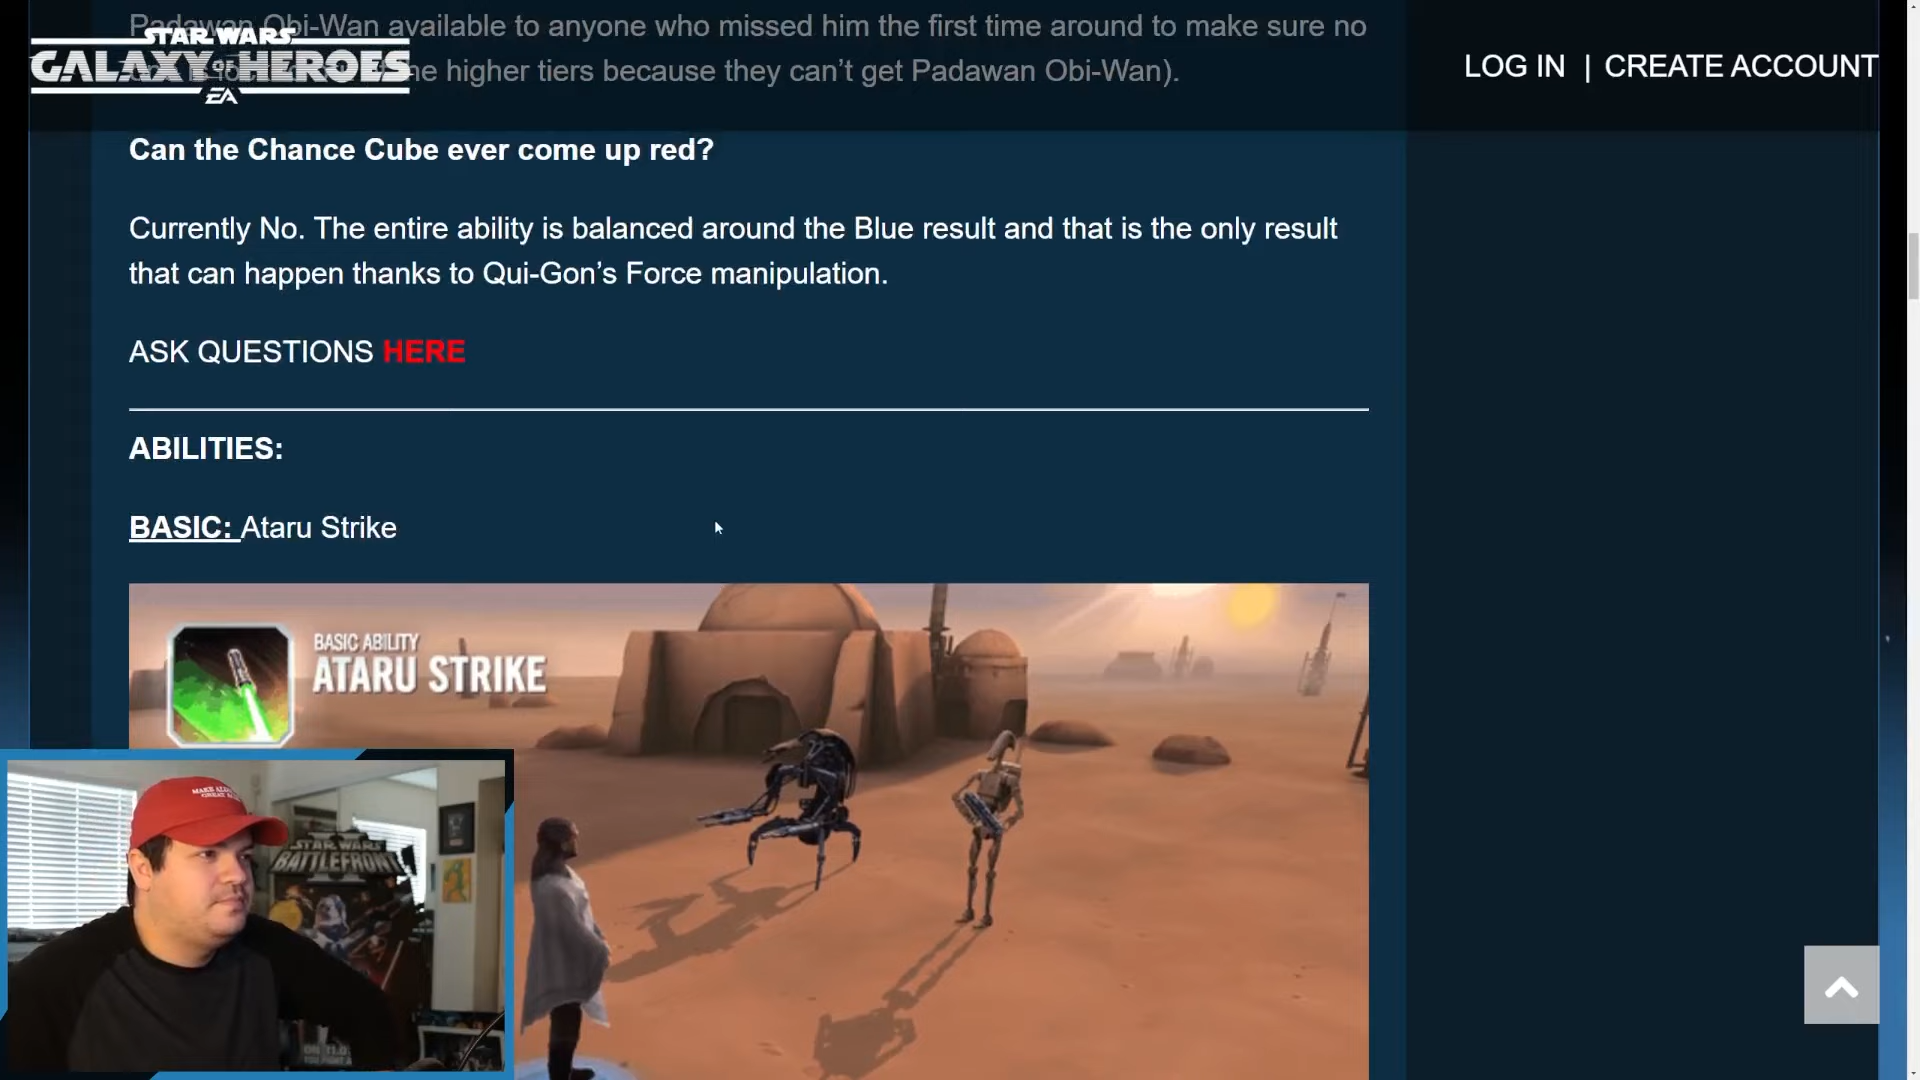 Padawan Obi-Wan available to anyone who missed him the first time around to make sure no
higher tiers because they can't get Padawan Obi-Wan).
STAR WARS
GALAXY OF HEROES
EA
LOG IN | CREATE ACCOUNT
Can the Chance Cube ever come up red?
Currently No. The entire ability is balanced around the Blue result and that is the only result
that can happen thanks to Qui-Gon's Force manipulation.
ASK QUESTIONS HERE
ABILITIES:
BASIC: Ataru Strike
BASIC ABILITY
ATARU STRIKE
STAR WARS
BATTLEFRONT